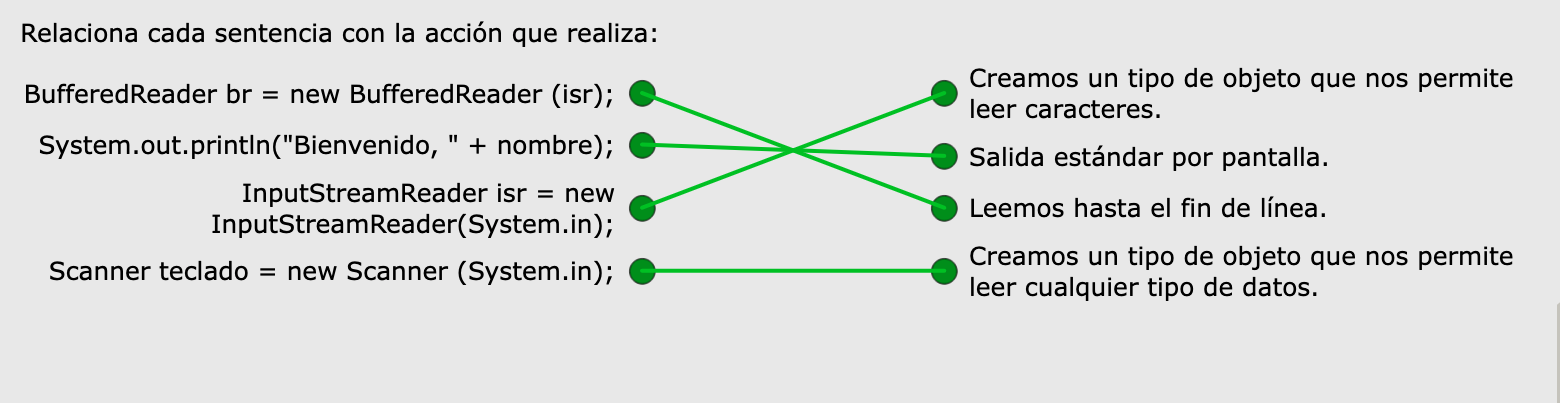 Relaciona cada sentencia con la acción que realiza:
BufferedReader br = new BufferedReader (isr);
System.out.println("Bienvenido, " + nombre);
InputStreamReader isr = new
InputStreamReader(System.in);
Scanner teclado = new Scanner (System.in);
Creamos un tipo de objeto que nos permite
leer caracteres.
Salida estándar por pantalla.
Leemos hasta el fin de línea.
Creamos un tipo de objeto que nos permite
leer cualquier tipo de datos.